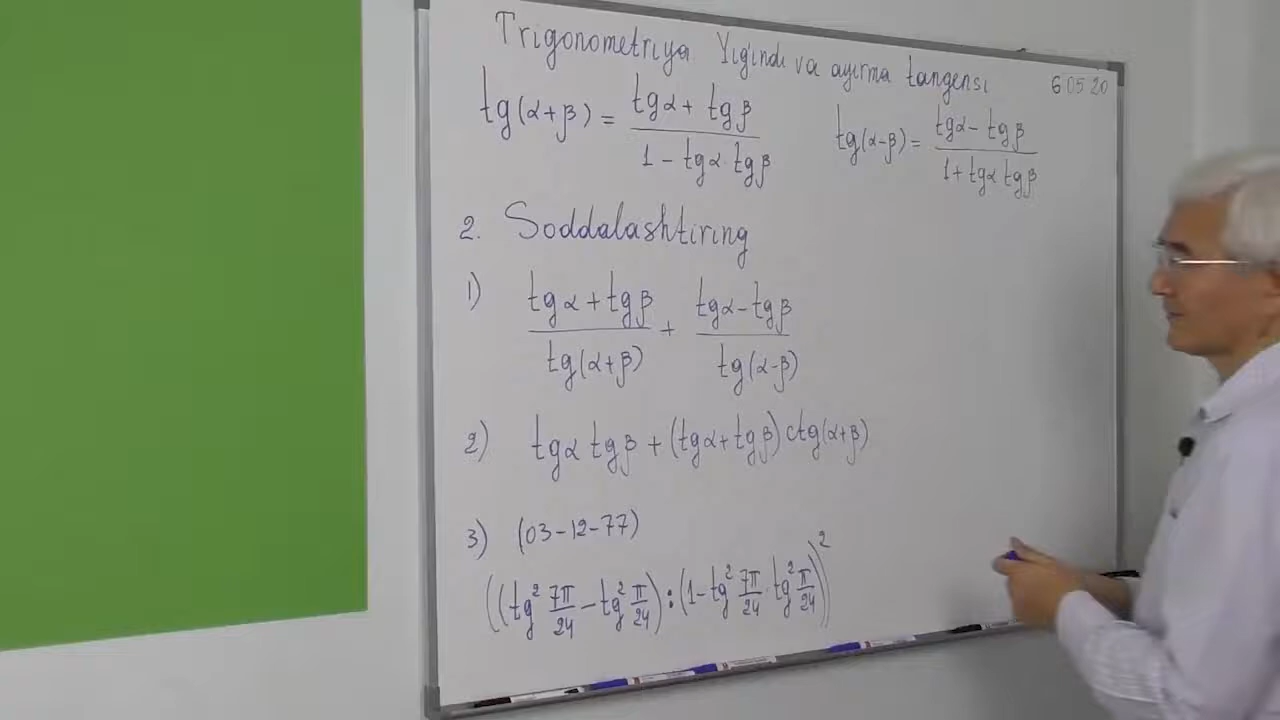 Trigonometriya Yig'indi va ayirma tangensi 6 05 20
tg(α+β) = (tgα + tgβ)/(1 - tgα tgβ) tg(α-β) = (tgα - tgβ)/(1 + tgα tgβ)
2. Soddalashtiring
1) (tgα + tgβ)/(tg(α+β)) + (tgα - tgβ)/(tg(α-β))
2) tgα tgβ + (tgα + tgβ) ctg(α+β)
3) (03-12-77)
((tg² 7π/24 - tg² π/24) : (1 - tg² 7π/24 · tg² π/24))²